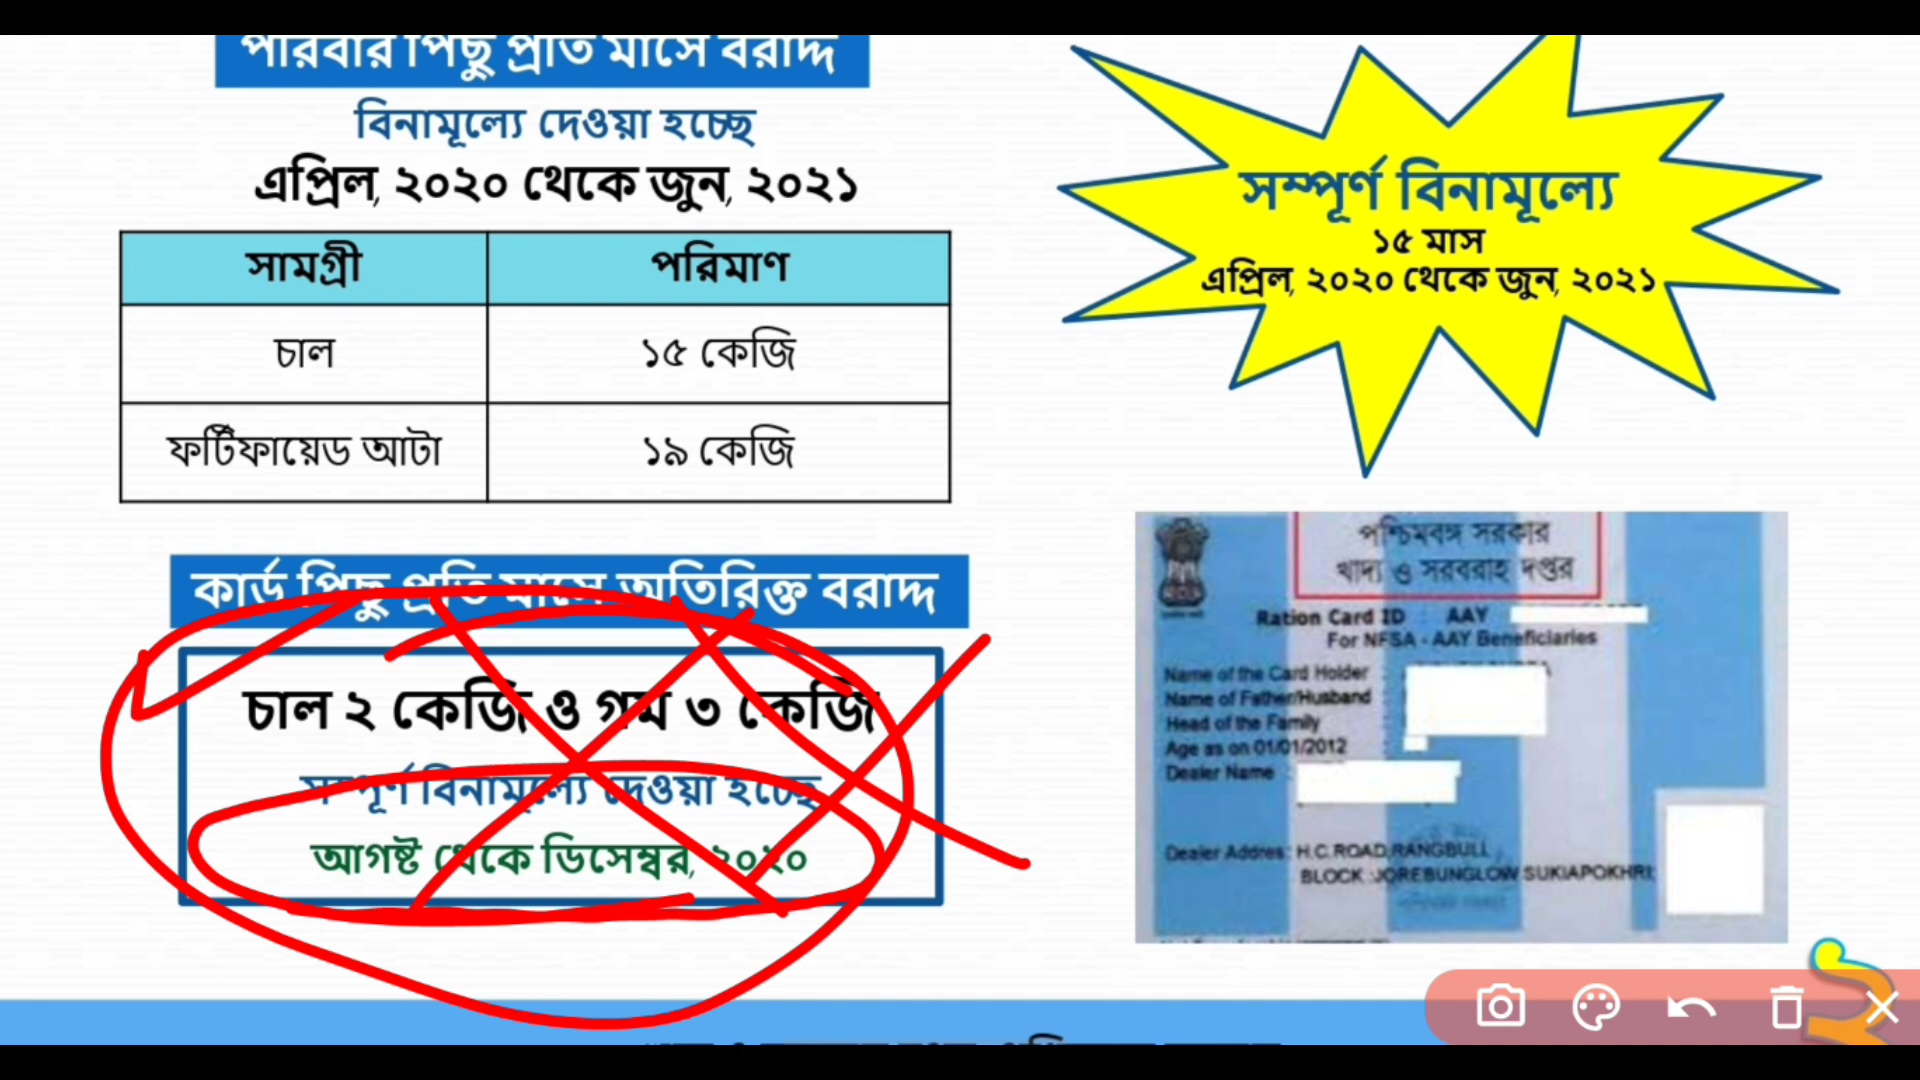 পরিবার পিছু প্রতি মাসে বরাদ্দ
বিনামূল্যে দেওয়া হচ্ছে
এপ্রিল, ২০২০ থেকে জুন, ২০২১
সামগ্রী পরিমাণ
চাল ১৫ কেজি
ফর্টিফায়েড আটা ১৯ কেজি
কার্ড পিছু প্রতি মাসে অতিরিক্ত বরাদ্দ
চাল ২ কেজি ও গম ৩ কেজি
সম্পূর্ণ বিনামূল্যে দেওয়া হচ্ছে
আগষ্ট থেকে ডিসেম্বর, ২০২০
সম্পূর্ণ বিনামূল্যে
১৫ মাস
এপ্রিল, ২০২০ থেকে জুন, ২০২১
পশ্চিমবঙ্গ সরকার
খাদ্য ও সরবরাহ দপ্তর
Ration Card ID : AAY
For NFSA - AAY Beneficiaries
Name of the Card Holder :
Name of Father/Husband
Head of the Family :
Age as on 01/01/2012 :
Dealer Name :
Dealer Addres: H.C.ROAD,RANGBULL
BLOCK :JOREBUNGLOW SUKIAPOKHRI
২